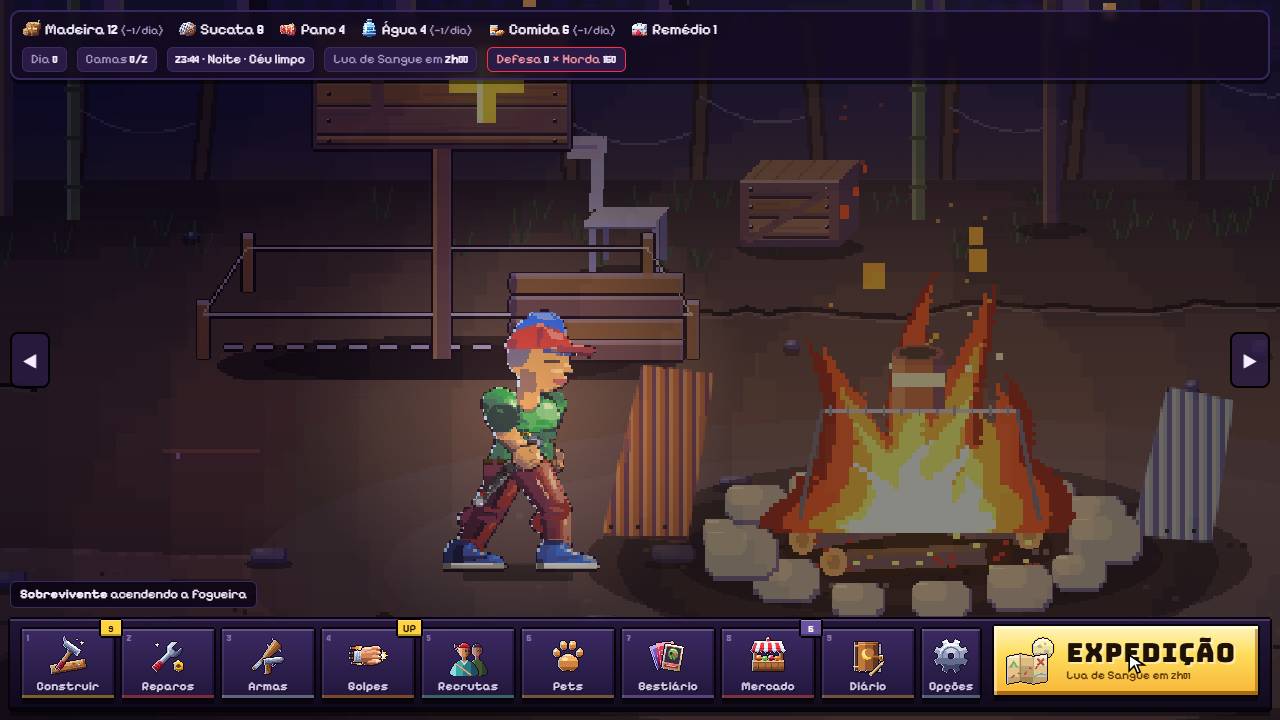 Madeira 12 (-1/dia) Sucata 8 Pano 4 Água 4 (-1/dia) Comida 6 (-1/dia) Remédio 1
Dia 0 Camas 0/2 23:44 · Noite · Céu limpo Lua de Sangue em 2h00 Defesa 0 × Horda 160
◀ ▶
Sobrevivente acendendo a fogueira
9 UP 6
1 2 3 4 5 6 7 8 9
Construir Reparos Armas Golpes Recrutas Pets Bestiário Mercado Diário Opções
EXPEDIÇÃO
Lua de Sangue em 2h01